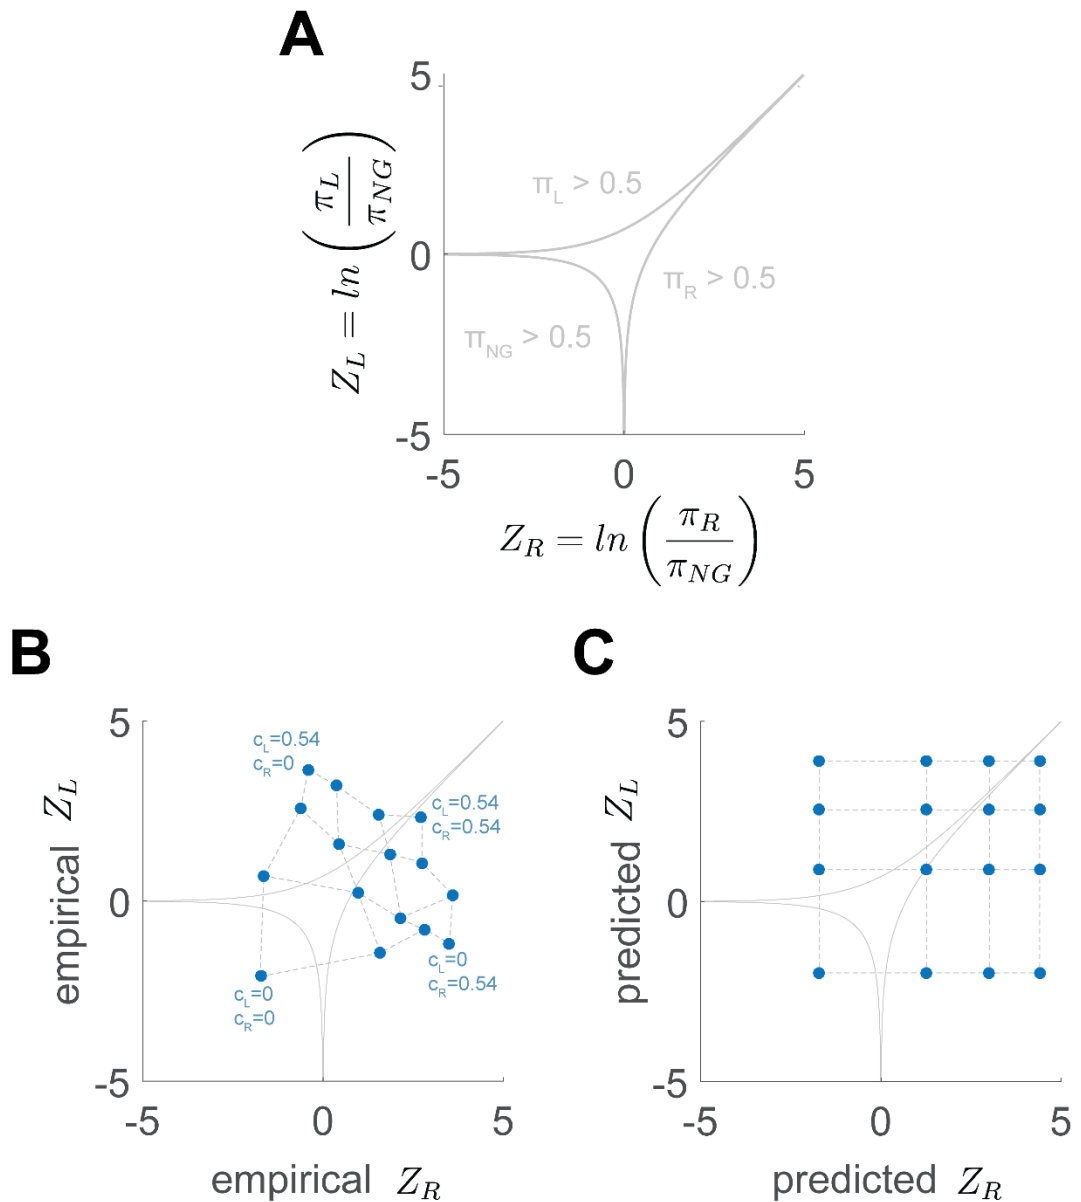 A
5
0
-5
Z_L = ln (π_L / π_NG)
π_L > 0.5
π_R > 0.5
π_NG > 0.5
-5 0 5
Z_R = ln (π_R / π_NG)
B
5
0
-5
empirical Z_L
c_L=0.54
c_R=0
c_L=0.54
c_R=0.54
c_L=0
c_R=0.54
c_L=0
c_R=0
-5 0 5
empirical Z_R
C
5
0
-5
predicted Z_L
-5 0 5
predicted Z_R